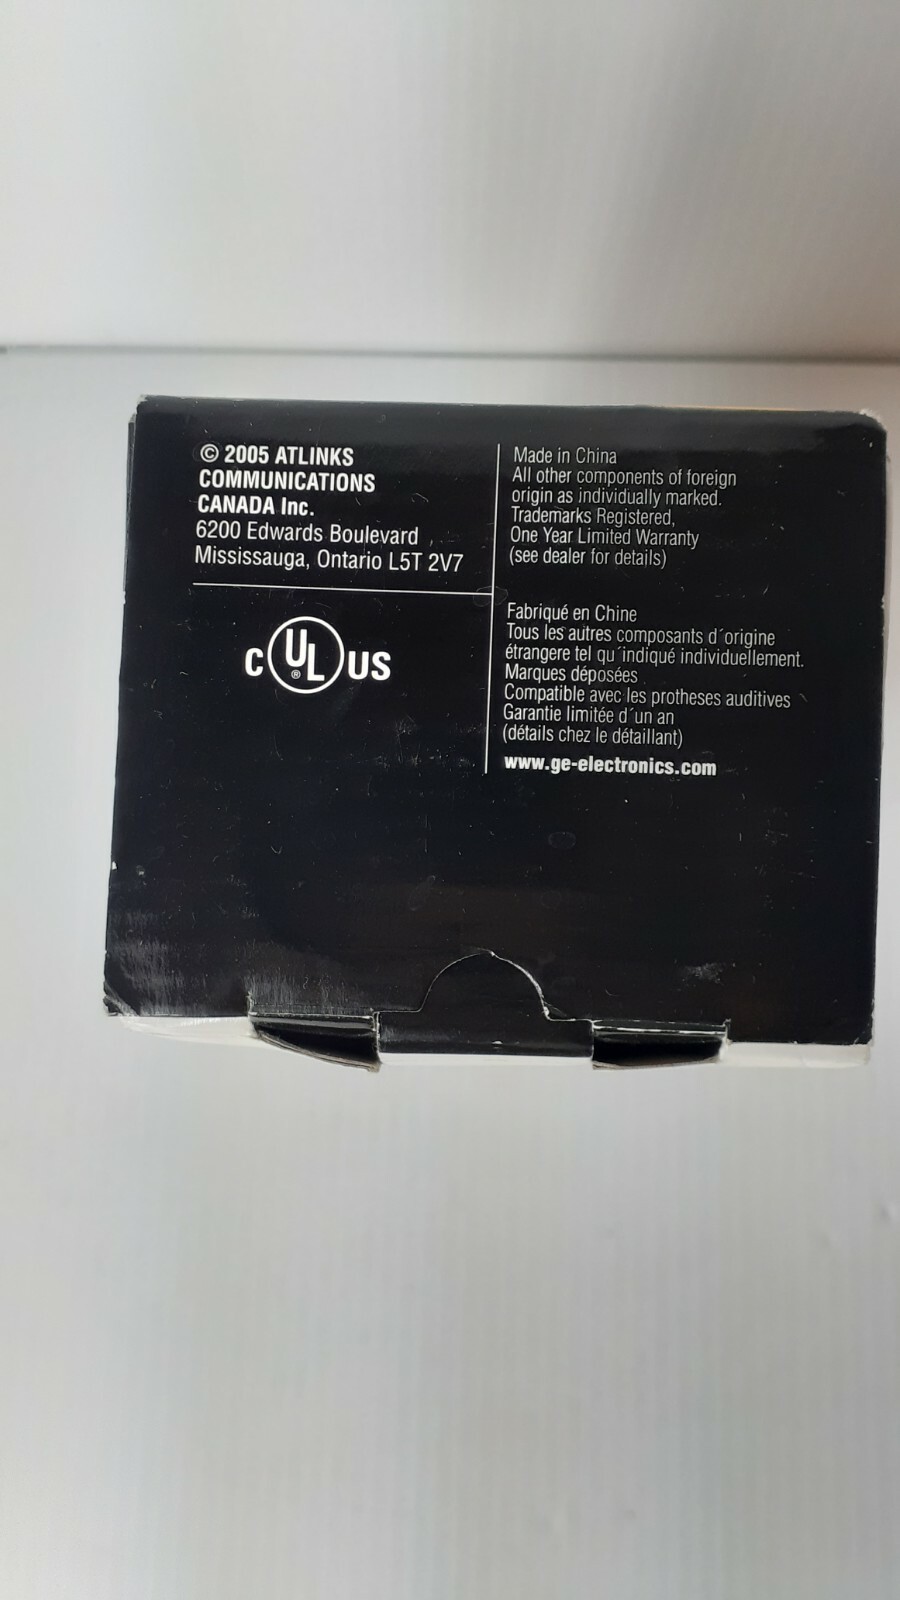 © 2005 ATLINKS
COMMUNICATIONS
CANADA Inc.
6200 Edwards Boulevard
Mississauga, Ontario L5T 2V7
C UL® US
Made in China
All other components of foreign
origin as individually marked.
Trademarks Registered,
One Year Limited Warranty
(see dealer for details)
Fabriqué en Chine
Tous les autres composants d´origine
étrangere tel qu´indiqué individuellement.
Marques déposées
Compatible avec les protheses auditives
Garantie limitée d´un an
(détails chez le détaillant)
www.ge-electronics.com